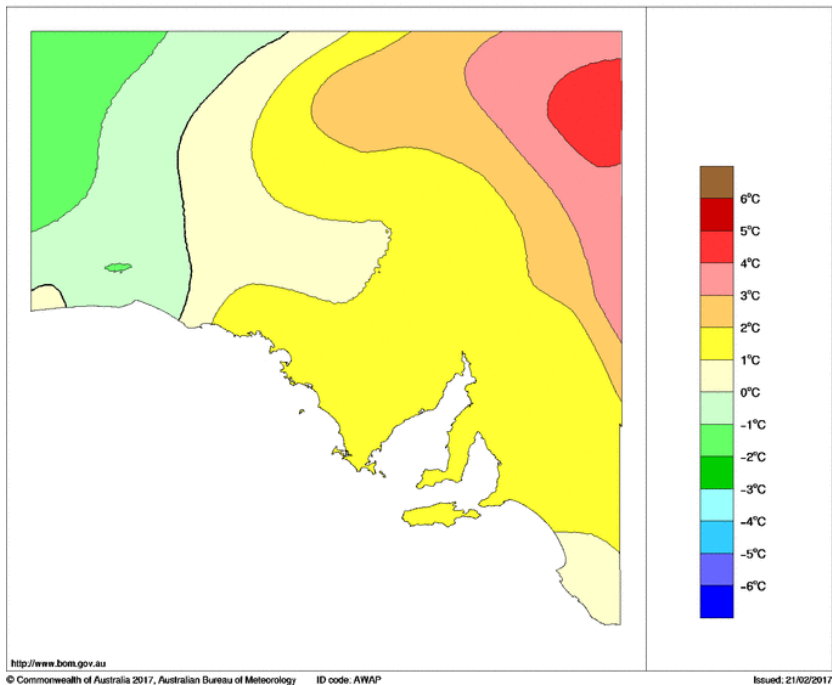 6°C
5°C
4°C
3°C
2°C
1°C
0°C
-1°C
-2°C
-3°C
-4°C
-5°C
-6°C
http://www.bom.gov.au
© Commonwealth of Australia 2017, Australian Bureau of Meteorology ID code: AWAP Issued: 21/02/2017